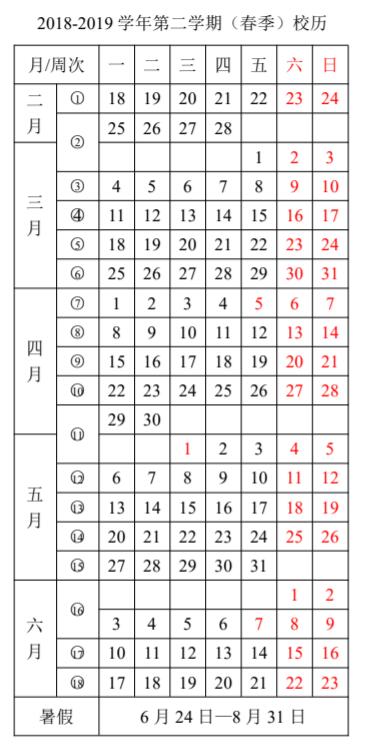 2018-2019 学年第二学期（春季）校历
月/周次 一 二 三 四 五 六 日
二月 ① 18 19 20 21 22 23 24
② 25 26 27 28
三月 1 2 3
③ 4 5 6 7 8 9 10
④ 11 12 13 14 15 16 17
⑤ 18 19 20 21 22 23 24
⑥ 25 26 27 28 29 30 31
四月 ⑦ 1 2 3 4 5 6 7
⑧ 8 9 10 11 12 13 14
⑨ 15 16 17 18 19 20 21
⑩ 22 23 24 25 26 27 28
⑪ 29 30
五月 1 2 3 4 5
⑫ 6 7 8 9 10 11 12
⑬ 13 14 15 16 17 18 19
⑭ 20 21 22 23 24 25 26
⑮ 27 28 29 30 31
六月 ⑯ 1 2
3 4 5 6 7 8 9
⑰ 10 11 12 13 14 15 16
⑱ 17 18 19 20 21 22 23
暑假 6 月 24 日—8 月 31 日